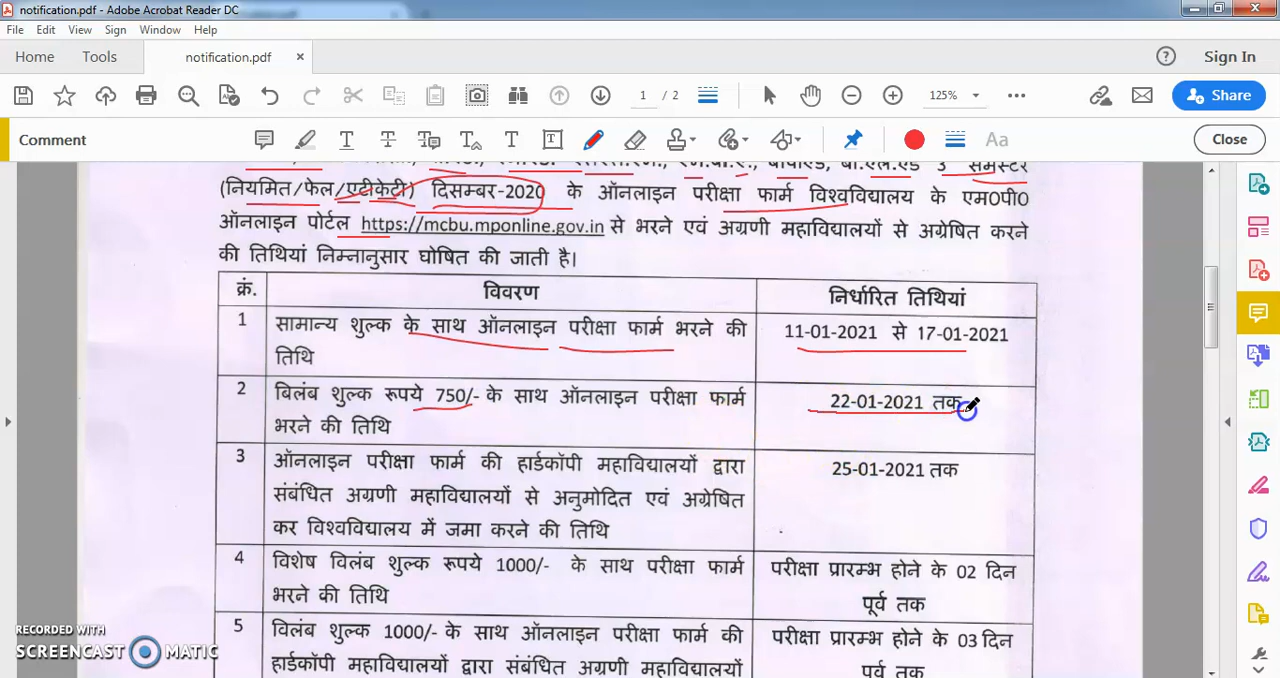 notification.pdf - Adobe Acrobat Reader DC
File Edit View Sign Window Help
Home Tools notification.pdf × Sign In
1 / 2 125% Share
Comment Close
3 सेमेस्टर
(नियमित/फेल/एटीकेटी) दिसम्बर-2020 के ऑनलाइन परीक्षा फार्म विश्वविद्यालय के एम0पी0
ऑनलाइन पोर्टल https://mcbu.mponline.gov.in से भरने एवं अग्रणी महाविद्यालयों से अग्रेषित करने
की तिथियां निम्नानुसार घोषित की जाती है।
क्रं. विवरण निर्धारित तिथियां
1 सामान्य शुल्क के साथ ऑनलाइन परीक्षा फार्म भरने की
तिथि
11-01-2021 से 17-01-2021
2 बिलंब शुल्क रूपये 750/- के साथ ऑनलाइन परीक्षा फार्म
भरने की तिथि
22-01-2021 तक
3 ऑनलाइन परीक्षा फार्म की हार्डकॉपी महाविद्यालयों द्वारा
संबंधित अग्रणी महाविद्यालयों से अनुमोदित एवं अग्रेषित
कर विश्वविद्यालय में जमा करने की तिथि
25-01-2021 तक
4 विशेष विलंब शुल्क रूपये 1000/- के साथ परीक्षा फार्म
भरने की तिथि
परीक्षा प्रारम्भ होने के 02 दिन
पूर्व तक
5 विलंब शुल्क 1000/- के साथ ऑनलाइन परीक्षा फार्म की
हार्डकॉपी महाविद्यालयों द्वारा संबंधित अग्रणी महाविद्यालयों
परीक्षा प्रारम्भ होने के 03 दिन
पूर्व तक
RECORDED WITH
SCREENCAST MATIC